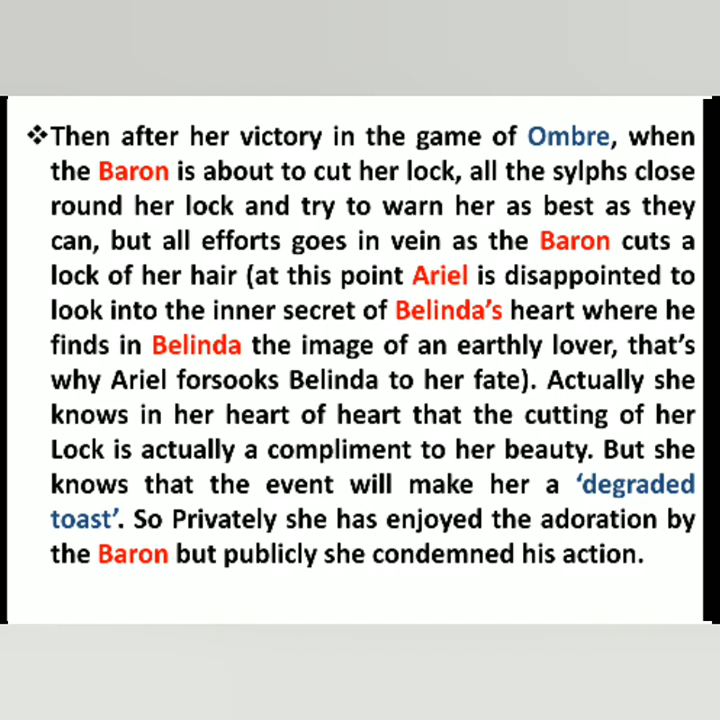 ❖Then after her victory in the game of Ombre, when
the Baron is about to cut her lock, all the sylphs close
round her lock and try to warn her as best as they
can, but all efforts goes in vein as the Baron cuts a
lock of her hair (at this point Ariel is disappointed to
look into the inner secret of Belinda’s heart where he
finds in Belinda the image of an earthly lover, that’s
why Ariel forsooks Belinda to her fate). Actually she
knows in her heart of heart that the cutting of her
Lock is actually a compliment to her beauty. But she
knows that the event will make her a ‘degraded
toast’. So Privately she has enjoyed the adoration by
the Baron but publicly she condemned his action.